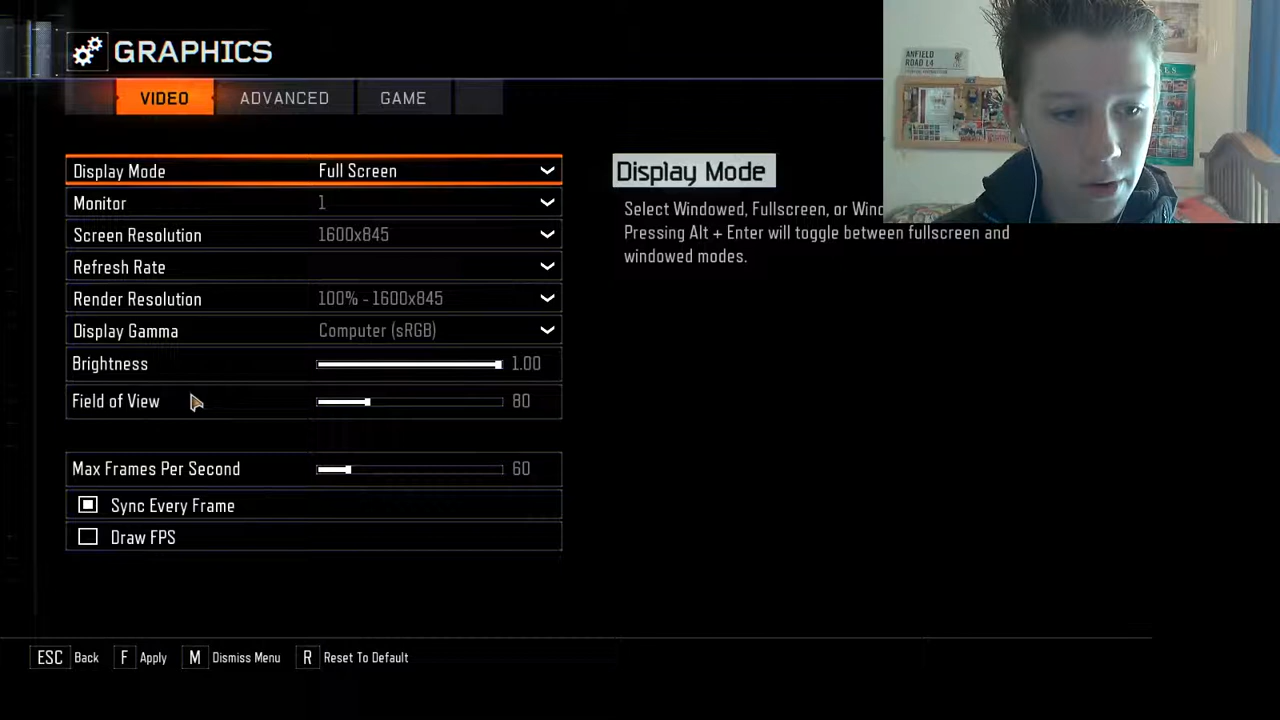 GRAPHICS
VIDEO ADVANCED GAME
Display Mode Full Screen
Monitor 1
Screen Resolution 1600x845
Refresh Rate
Render Resolution 100% - 1600x845
Display Gamma Computer (sRGB)
Brightness 1.00
Field of View 80
Max Frames Per Second 60
Sync Every Frame
Draw FPS
Display Mode
Select Windowed, Fullscreen, or
Pressing Alt + Enter will toggle between fullscreen and
windowed modes.
ANFIELD
ROAD L4
ESC Back F Apply M Dismiss Menu R Reset To Default